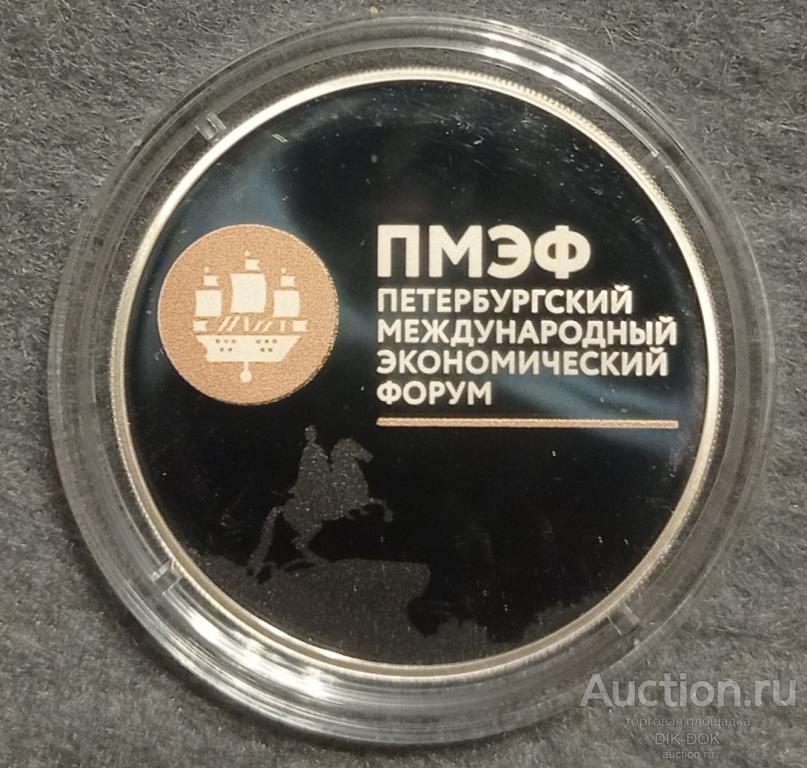 ПМЭФ
ПЕТЕРБУРГСКИЙ
МЕЖДУНАРОДНЫЙ
ЭКОНОМИЧЕСКИЙ
ФОРУМ
Auction.ru
торговая площадка
DIK-DOK
auction.ru